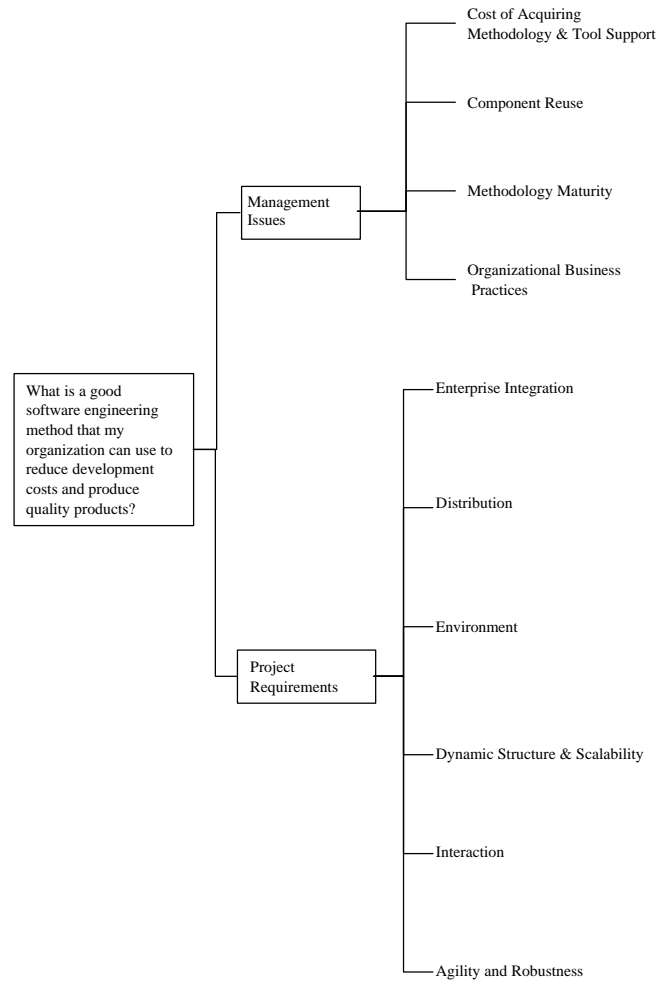 Cost of Acquiring
Methodology & Tool Support
Component Reuse
Management
Issues
Methodology Maturity
Organizational Business
Practices
What is a good
software engineering
method that my
organization can use to
reduce development
costs and produce
quality products?
Enterprise Integration
Distribution
Environment
Project
Requirements
Dynamic Structure & Scalability
Interaction
Agility and Robustness